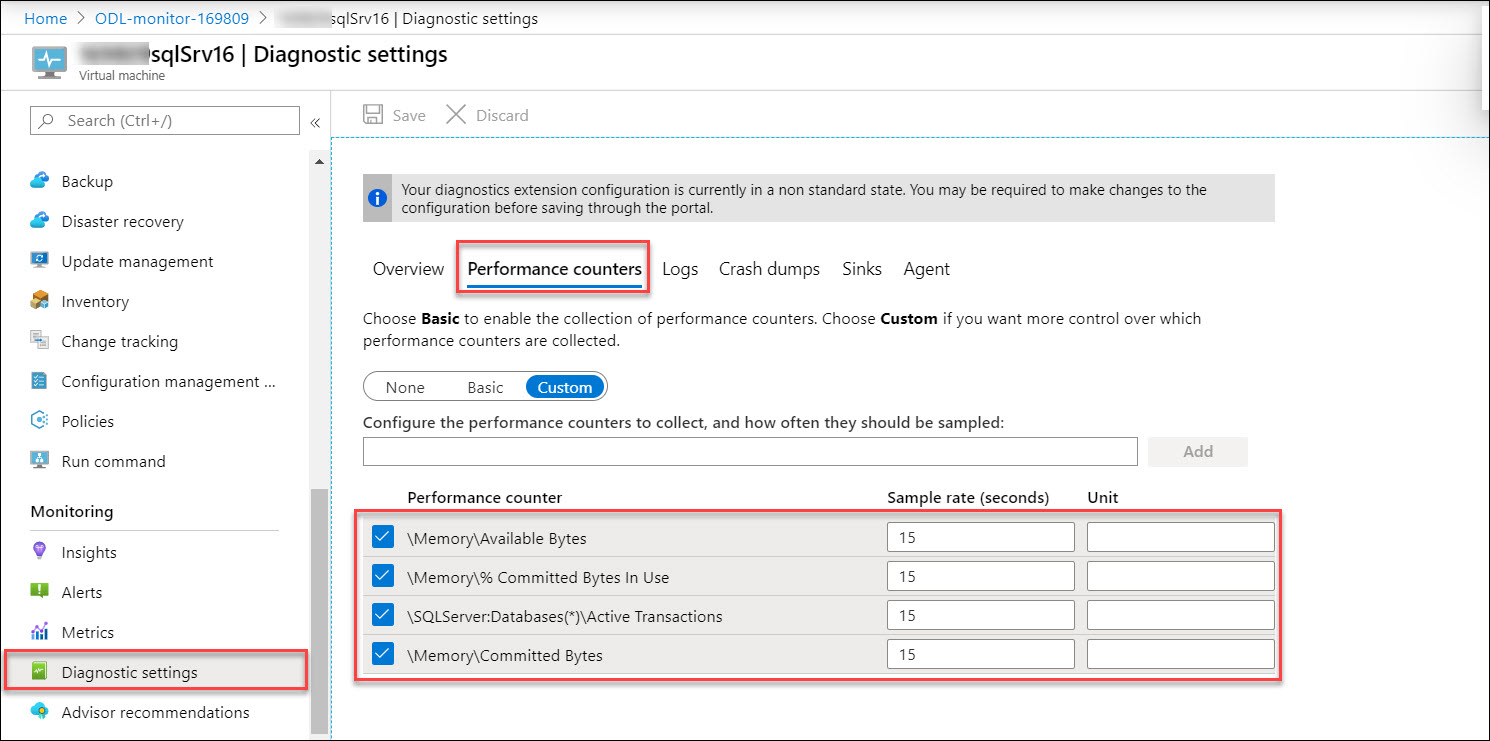 Home > ODL-monitor-169809 > sqlSrv16 | Diagnostic settings
sqlSrv16 | Diagnostic settings
Virtual machine
Search (Ctrl+/)
«
Save Discard
Backup
Disaster recovery
Update management
Inventory
Change tracking
Configuration management ...
Policies
Run command
Monitoring
Insights
Alerts
Metrics
Diagnostic settings
Advisor recommendations
Your diagnostics extension configuration is currently in a non standard state. You may be required to make changes to the
configuration before saving through the portal.
Overview Performance counters Logs Crash dumps Sinks Agent
Choose Basic to enable the collection of performance counters. Choose Custom if you want more control over which
performance counters are collected.
None Basic Custom
Configure the performance counters to collect, and how often they should be sampled:
Add
Performance counter Sample rate (seconds) Unit
\Memory\Available Bytes 15
\Memory\% Committed Bytes In Use 15
\SQLServer:Databases(*)\Active Transactions 15
\Memory\Committed Bytes 15